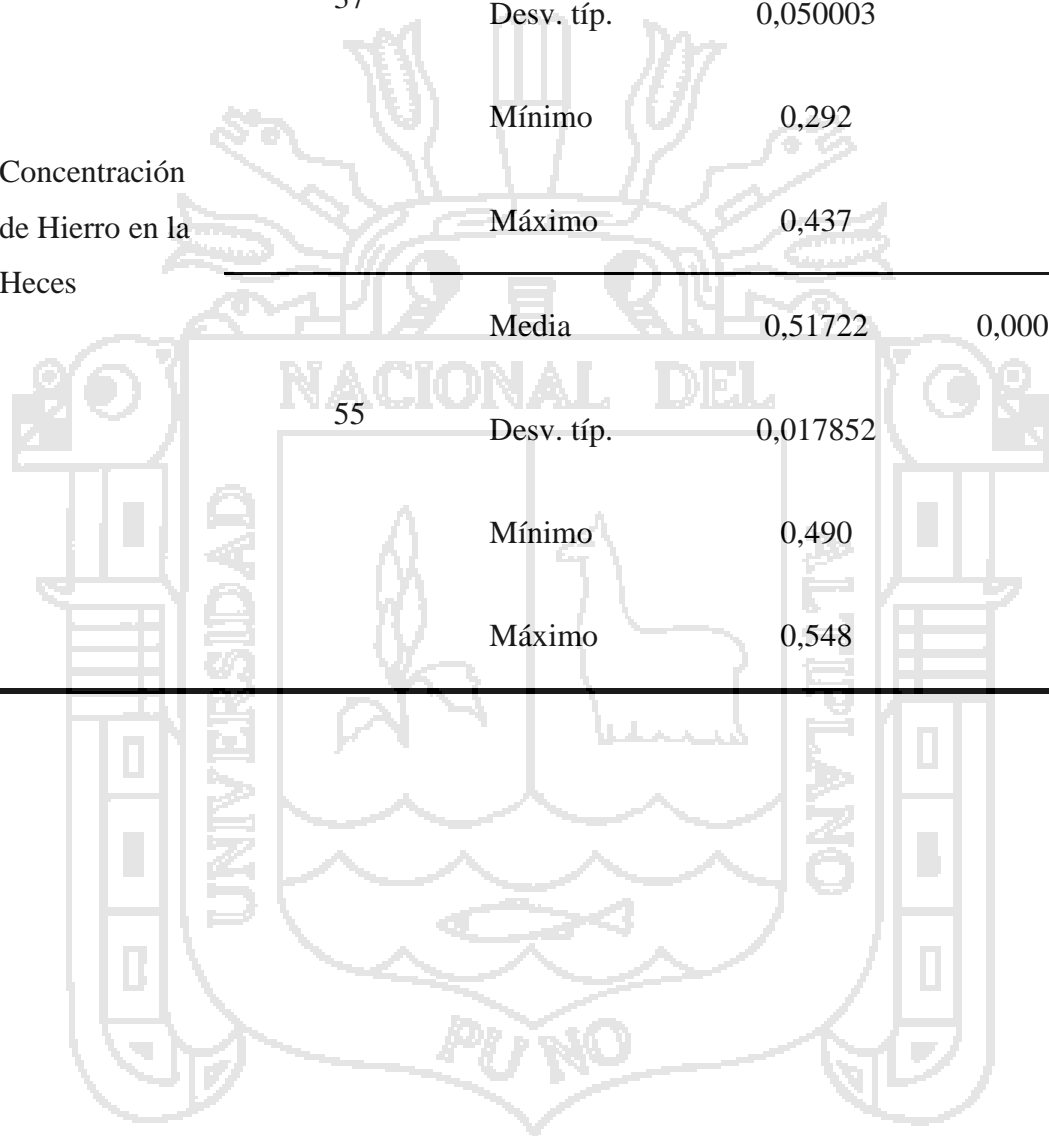 Desv. típ. 0,050003
Mínimo 0,292
Concentración
de Hierro en la
Heces
Máximo 0,437
Media 0,51722 0,000
55
Desv. típ. 0,017852
Mínimo 0,490
Máximo 0,548
UNIVERSIDAD
NACIONAL DEL
ALTIPLANO
PUNO